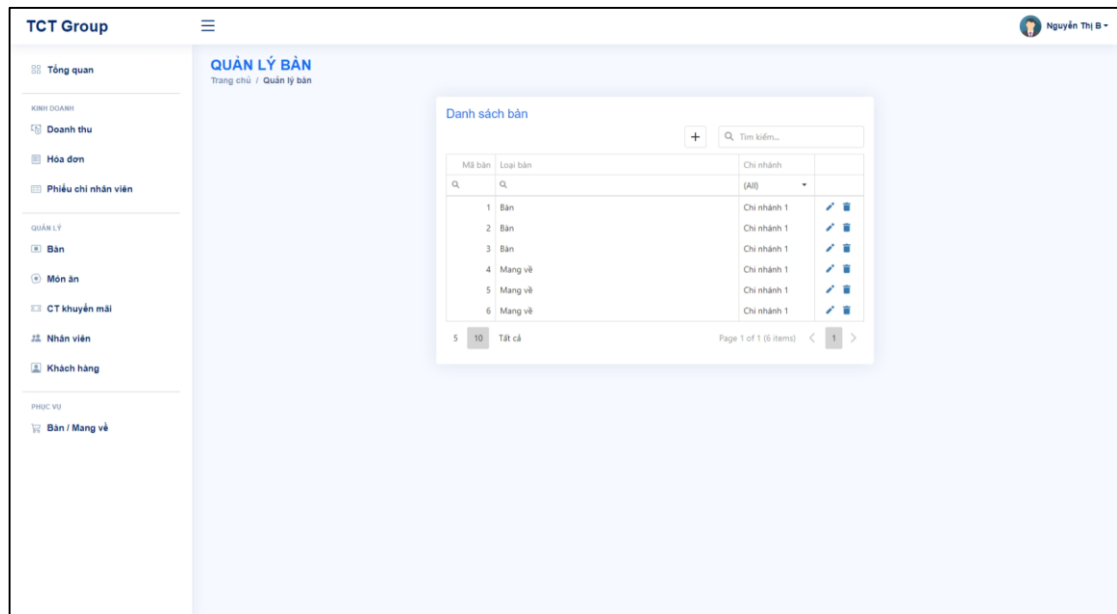 TCT Group
Nguyễn Thị B
Tổng quan
KINH DOANH
Doanh thu
Hóa đơn
Phiếu chi nhân viên
QUẢN LÝ
Bàn
Món ăn
CT khuyến mãi
Nhân viên
Khách hàng
PHỤC VỤ
Bàn / Mang về
QUẢN LÝ BÀN
Trang chủ / Quản lý bàn
Danh sách bàn
+ Tìm kiếm...
Mã bàn Loại bàn Chi nhánh
(All)
1 Bàn Chi nhánh 1
2 Bàn Chi nhánh 1
3 Bàn Chi nhánh 1
4 Mang về Chi nhánh 1
5 Mang về Chi nhánh 1
6 Mang về Chi nhánh 1
5 10 Tất cả Page 1 of 1 (6 items) < 1 >